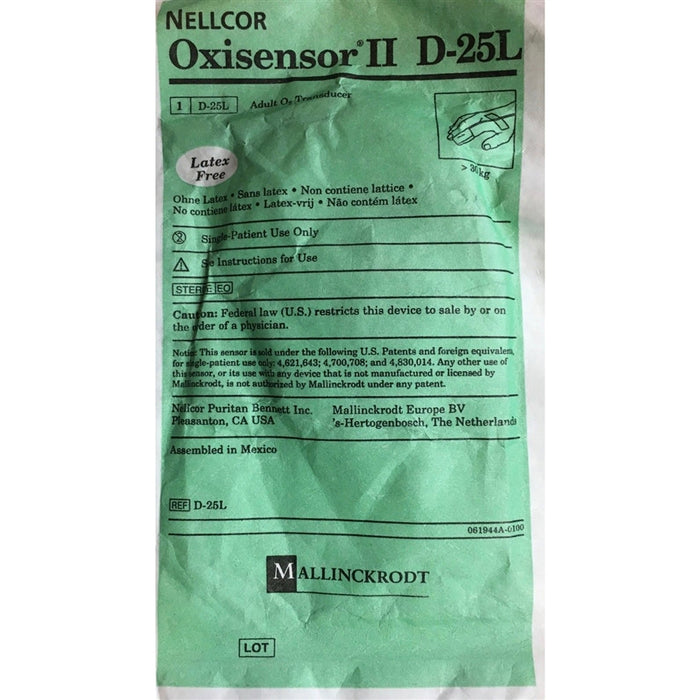 NELLCOR
Oxisensor® II D-25L
1 D-25L Adult O₂ Transducer
> 30 kg
Latex
Free
Ohne Latex • Sans latex • Non contiene lattice •
No contiene látex • Latex-vrij • Não contém látex
Single-Patient Use Only
See Instructions for Use
STERILE EO
Caution: Federal law (U.S.) restricts this device to sale by or on
the order of a physician.
Note: This sensor is sold under the following U.S. Patents and foreign equivalens,
for single-patient use only: 4,621,643; 4,700,708; and 4,830,014. Any other use of
this sensor, or its use with any device that is not manufactured or licensed by
Mallinckrodt, is not authorized by Mallinckrodt under any patent.
Nellcor Puritan Bennett Inc.
Pleasanton, CA USA
Mallinckrodt Europe BV
's-Hertogenbosch, The Netherlands
Assembled in Mexico
REF D-25L
061944A-0100
MALLINCKRODT
LOT